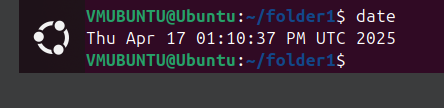 VMUBUNTU@Ubuntu:~/folder1$ date
Thu Apr 17 01:10:37 PM UTC 2025
VMUBUNTU@Ubuntu:~/folder1$